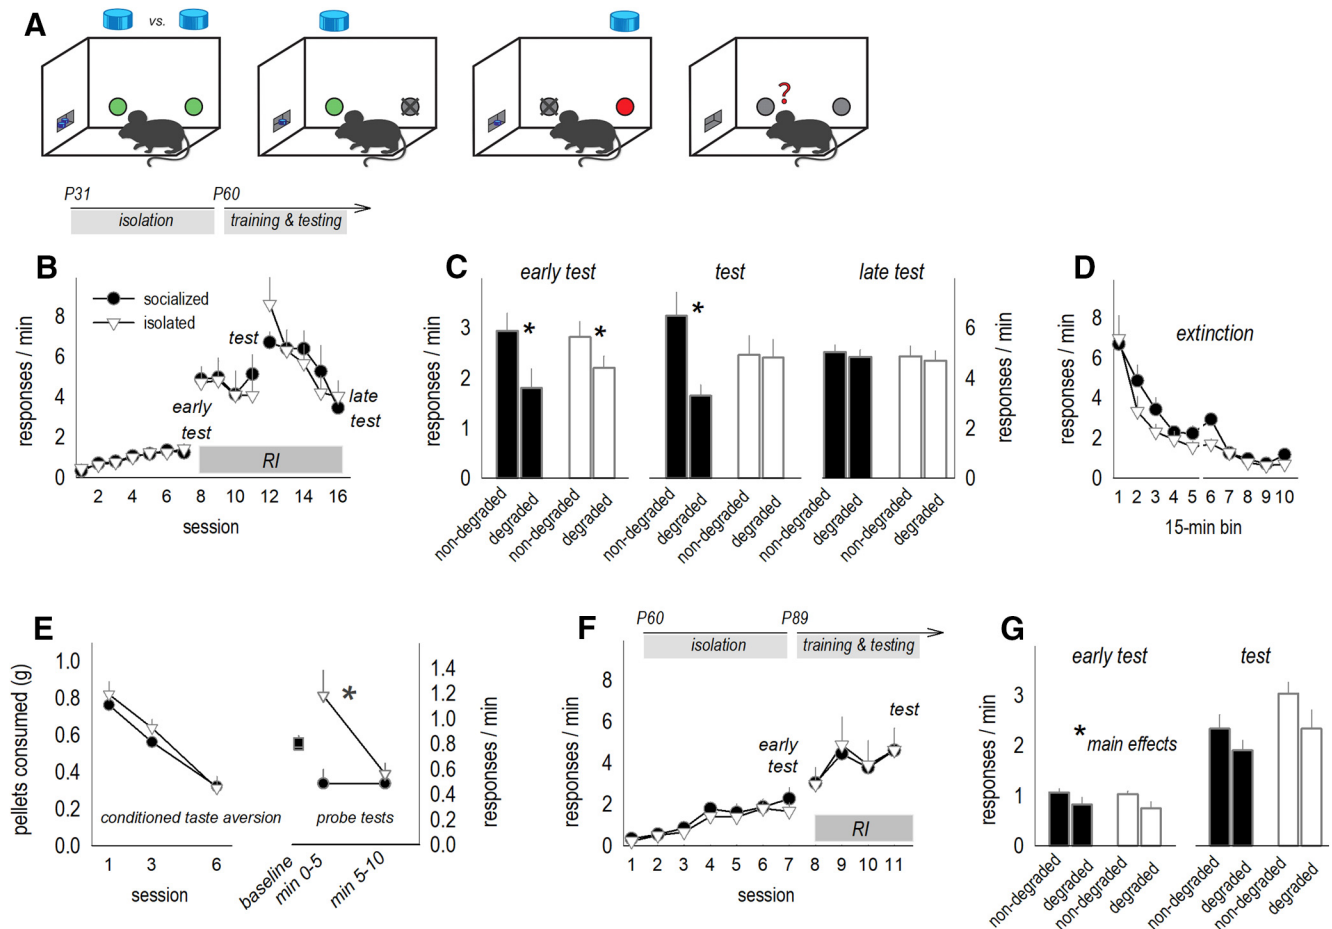 A
vs.
?
P31
P60
isolation
training & testing
B
responses / min
8
6
4
2
0
socialized
isolated
test
early
test
late
test
RI
2
4
6
8
10
12
14
16
session
C
early test
test
late test
responses / min
3
2
1
0
*
*
*
6
4
2
0
responses / min
non-degraded
degraded
non-degraded
degraded
non-degraded
degraded
non-degraded
degraded
non-degraded
degraded
non-degraded
degraded
D
extinction
responses / min
8
6
4
2
0
1 2 3 4 5 6 7 8 9 10
15-min bin
E
pellets consumed (g)
1.0
0.8
0.6
0.4
0.2
0.0
conditioned taste aversion
1
3
6
session
*
probe tests
baseline
min 0-5
min 5-10
1.4
1.2
1.0
0.8
0.6
0.4
0.2
0.0
responses / min
F
P60
P89
isolation
training & testing
responses / min
8
6
4
2
0
early
test
test
RI
1 2 3 4 5 6 7 8 9 10 11
session
G
early test
test
responses / min
3
2
1
0
* main effects
non-degraded
degraded
non-degraded
degraded
non-degraded
degraded
non-degraded
degraded